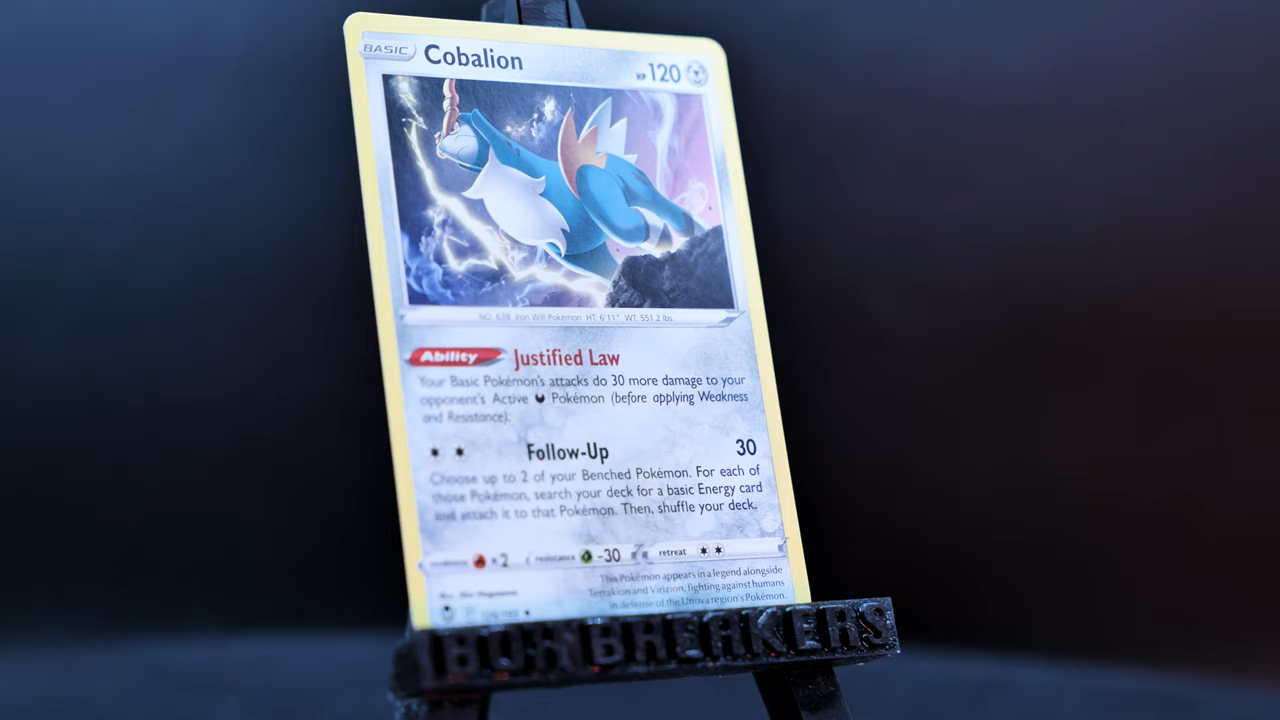 BASIC Cobalion HP 120
NO. 638 Iron Will Pokémon HT. 6'11" WT. 551.2 lbs.
Ability Justified Law
Your Basic Pokémon's attacks do 30 more damage to your
opponent's Active Pokémon (before applying Weakness
and Resistance).
Follow-Up 30
Choose up to 2 of your Benched Pokémon. For each of
those Pokémon, search your deck for a basic Energy card
and attach it to that Pokémon. Then, shuffle your deck.
weakness ×2 resistance -30 retreat
This Pokémon appears in a legend alongside
Terrakion and Virizion, fighting against humans
in defense of the Unova region's Pokémon.